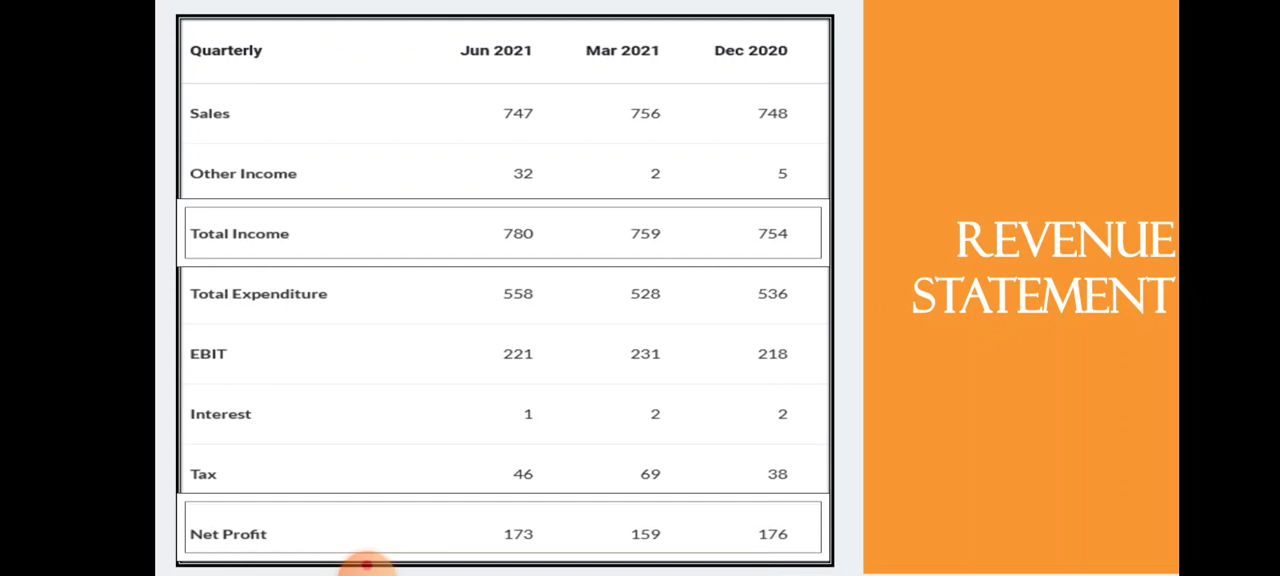 Quarterly Jun 2021 Mar 2021 Dec 2020
Sales 747 756 748
Other Income 32 2 5
Total Income 780 759 754
Total Expenditure 558 528 536
EBIT 221 231 218
Interest 1 2 2
Tax 46 69 38
Net Profit 173 159 176
REVENUE
STATEMENT